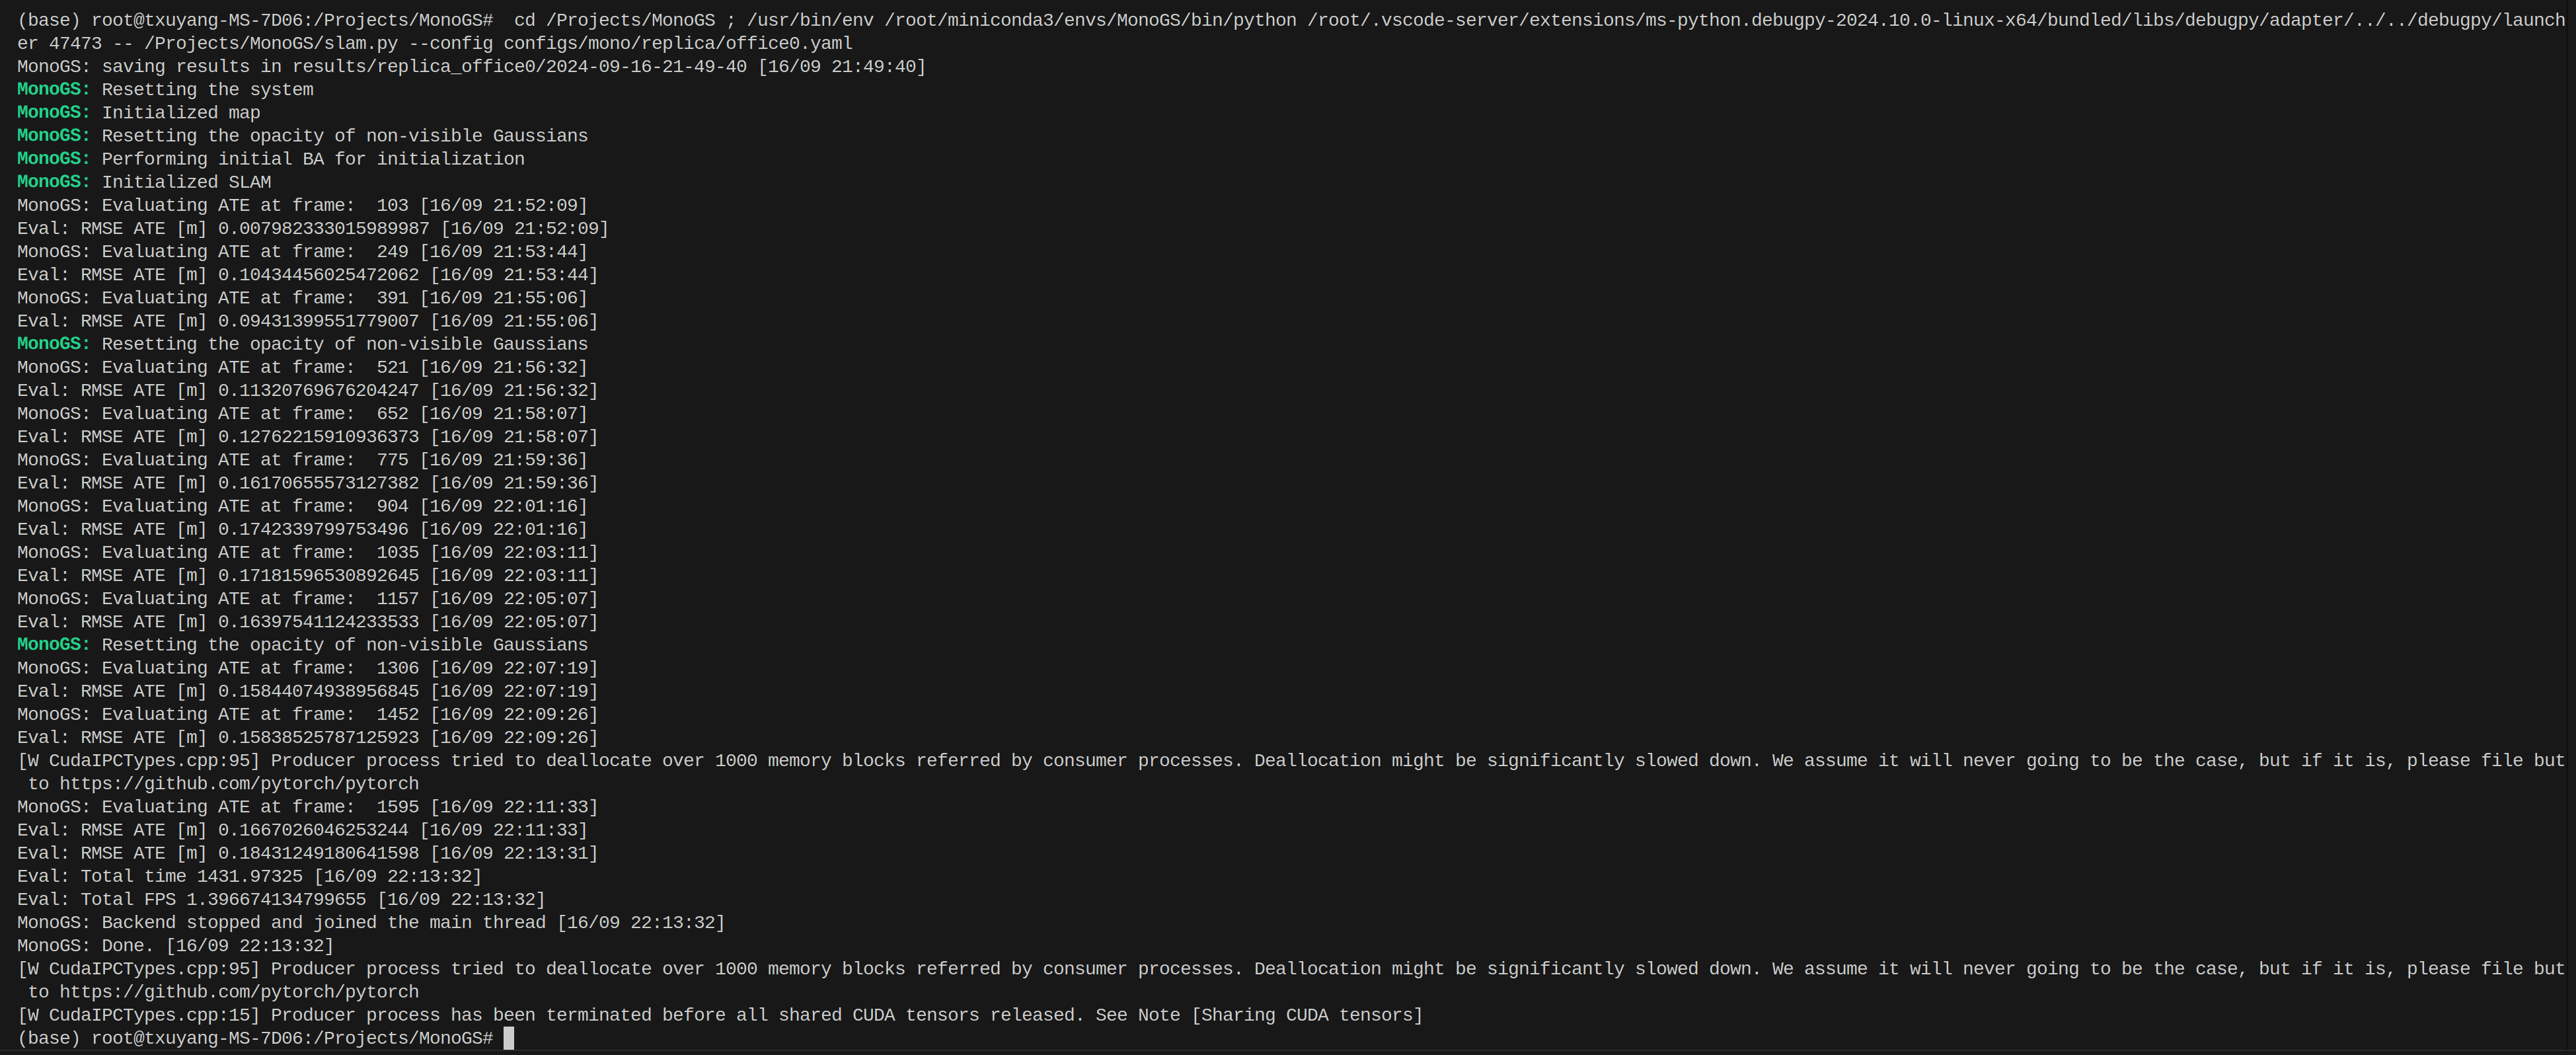 (base) root@txuyang-MS-7D06:/Projects/MonoGS#  cd /Projects/MonoGS ; /usr/bin/env /root/miniconda3/envs/MonoGS/bin/python /root/.vscode-server/extensions/ms-python.debugpy-2024.10.0-linux-x64/bundled/libs/debugpy/adapter/../../debugpy/launch
er 47473 -- /Projects/MonoGS/slam.py --config configs/mono/replica/office0.yaml
MonoGS: saving results in results/replica_office0/2024-09-16-21-49-40 [16/09 21:49:40]
MonoGS: Resetting the system
MonoGS: Initialized map
MonoGS: Resetting the opacity of non-visible Gaussians
MonoGS: Performing initial BA for initialization
MonoGS: Initialized SLAM
MonoGS: Evaluating ATE at frame:  103 [16/09 21:52:09]
Eval: RMSE ATE [m] 0.007982333015989987 [16/09 21:52:09]
MonoGS: Evaluating ATE at frame:  249 [16/09 21:53:44]
Eval: RMSE ATE [m] 0.10434456025472062 [16/09 21:53:44]
MonoGS: Evaluating ATE at frame:  391 [16/09 21:55:06]
Eval: RMSE ATE [m] 0.09431399551779007 [16/09 21:55:06]
MonoGS: Resetting the opacity of non-visible Gaussians
MonoGS: Evaluating ATE at frame:  521 [16/09 21:56:32]
Eval: RMSE ATE [m] 0.11320769676204247 [16/09 21:56:32]
MonoGS: Evaluating ATE at frame:  652 [16/09 21:58:07]
Eval: RMSE ATE [m] 0.12762215910936373 [16/09 21:58:07]
MonoGS: Evaluating ATE at frame:  775 [16/09 21:59:36]
Eval: RMSE ATE [m] 0.16170655573127382 [16/09 21:59:36]
MonoGS: Evaluating ATE at frame:  904 [16/09 22:01:16]
Eval: RMSE ATE [m] 0.1742339799753496 [16/09 22:01:16]
MonoGS: Evaluating ATE at frame:  1035 [16/09 22:03:11]
Eval: RMSE ATE [m] 0.17181596530892645 [16/09 22:03:11]
MonoGS: Evaluating ATE at frame:  1157 [16/09 22:05:07]
Eval: RMSE ATE [m] 0.16397541124233533 [16/09 22:05:07]
MonoGS: Resetting the opacity of non-visible Gaussians
MonoGS: Evaluating ATE at frame:  1306 [16/09 22:07:19]
Eval: RMSE ATE [m] 0.15844074938956845 [16/09 22:07:19]
MonoGS: Evaluating ATE at frame:  1452 [16/09 22:09:26]
Eval: RMSE ATE [m] 0.15838525787125923 [16/09 22:09:26]
[W CudaIPCTypes.cpp:95] Producer process tried to deallocate over 1000 memory blocks referred by consumer processes. Deallocation might be significantly slowed down. We assume it will never going to be the case, but if it is, please file but
 to https://github.com/pytorch/pytorch
MonoGS: Evaluating ATE at frame:  1595 [16/09 22:11:33]
Eval: RMSE ATE [m] 0.1667026046253244 [16/09 22:11:33]
Eval: RMSE ATE [m] 0.18431249180641598 [16/09 22:13:31]
Eval: Total time 1431.97325 [16/09 22:13:32]
Eval: Total FPS 1.396674134799655 [16/09 22:13:32]
MonoGS: Backend stopped and joined the main thread [16/09 22:13:32]
MonoGS: Done. [16/09 22:13:32]
[W CudaIPCTypes.cpp:95] Producer process tried to deallocate over 1000 memory blocks referred by consumer processes. Deallocation might be significantly slowed down. We assume it will never going to be the case, but if it is, please file but
 to https://github.com/pytorch/pytorch
[W CudaIPCTypes.cpp:15] Producer process has been terminated before all shared CUDA tensors released. See Note [Sharing CUDA tensors]
(base) root@txuyang-MS-7D06:/Projects/MonoGS#